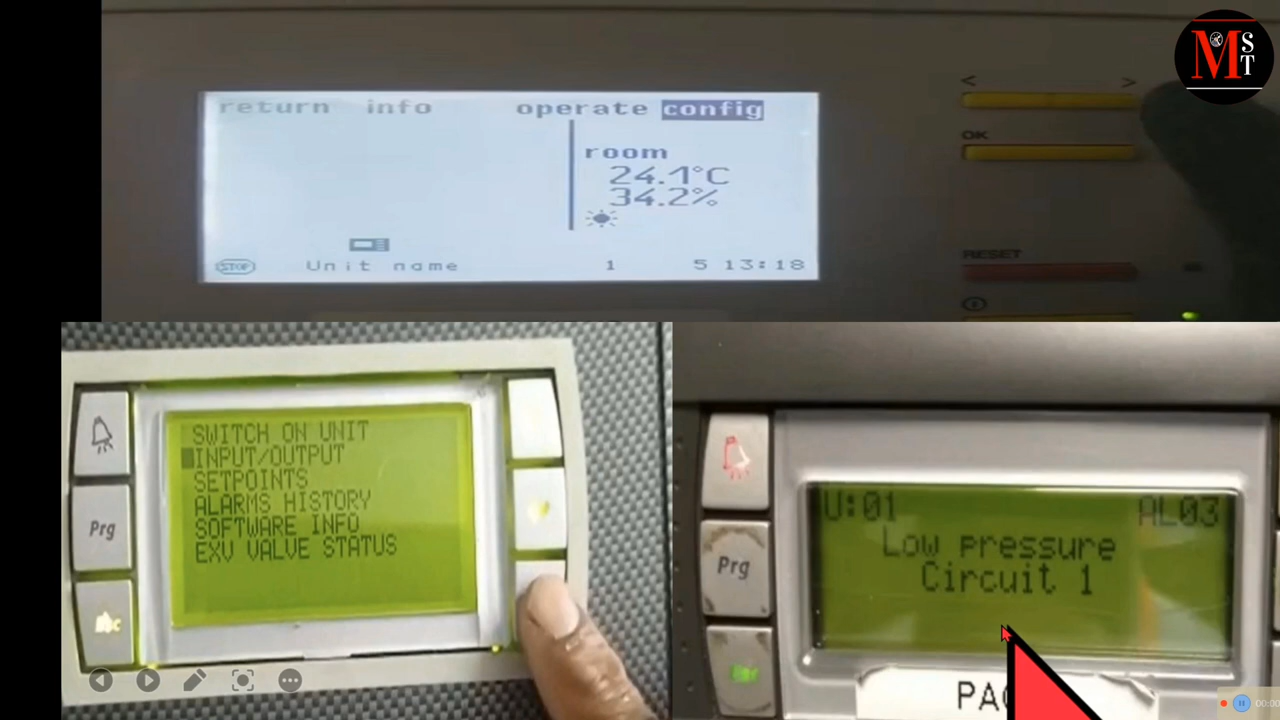 M
S
T
return info operate config
room
24.1°C
34.2%
STOP Unit name 1 5 13:18
< >
OK
RESET
SWITCH ON UNIT
INPUT/OUTPUT
SETPOINTS
ALARMS HISTORY
SOFTWARE INFO
EXV VALVE STATUS
Prg
Esc
U:01 AL03
Low pressure
Circuit 1
Prg